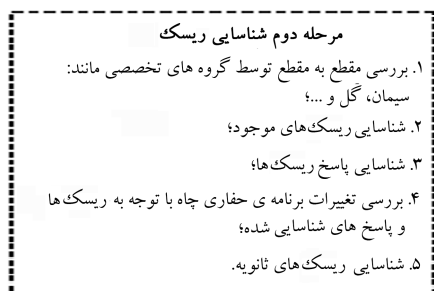 مرحله دوم شناسایی ریسک
۱. بررسی مقطع به مقطع توسط گروه های تخصصی مانند:
سیمان، گل و ...؛
۲. شناسایی ریسک‌های موجود؛
۳. شناسایی پاسخ ریسک‌ها؛
۴. بررسی تغییرات برنامه ی حفاری چاه با توجه به ریسک‌ها
و پاسخ های شناسایی شده؛
۵. شناسایی ریسک‌های ثانویه.